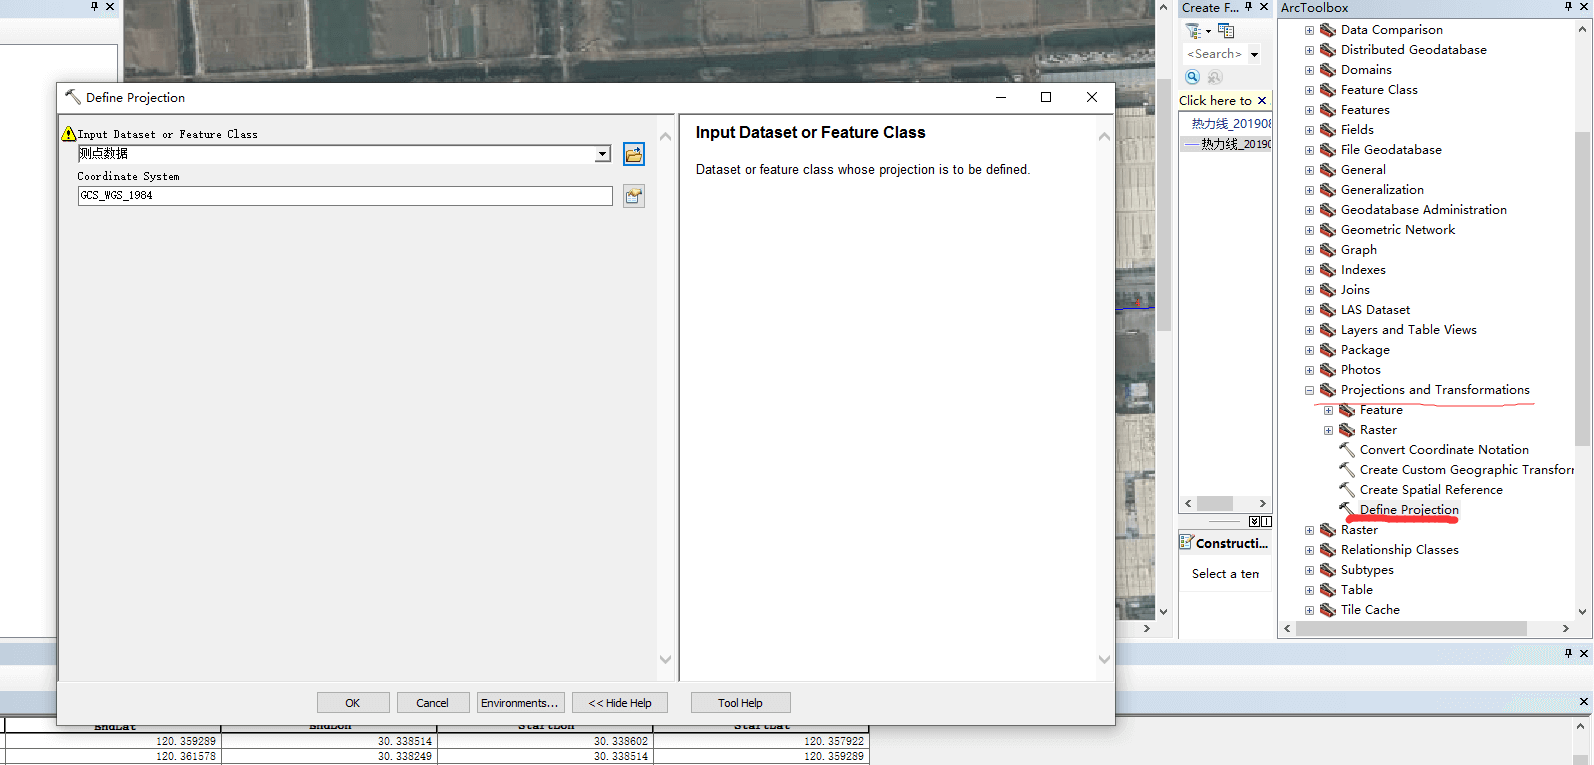 Create F...
ArcToolbox
<Search>
Click here to
热力线_201908
热力线_20190
Constructi...
Select a ten
Data Comparison
Distributed Geodatabase
Domains
Feature Class
Features
Fields
File Geodatabase
General
Generalization
Geodatabase Administration
Geometric Network
Graph
Indexes
Joins
LAS Dataset
Layers and Table Views
Package
Photos
Projections and Transformations
Feature
Raster
Convert Coordinate Notation
Create Custom Geographic Transfor
Create Spatial Reference
Define Projection
Raster
Relationship Classes
Subtypes
Table
Tile Cache
Define Projection
Input Dataset or Feature Class
测点数据
Coordinate System
GCS_WGS_1984
Input Dataset or Feature Class
Dataset or feature class whose projection is to be defined.
OK
Cancel
Environments...
<< Hide Help
Tool Help
EndLat EndLon StartLon StartLat
120.359289 30.338514 30.338602 120.357922
120.361578 30.338249 30.338514 120.359289